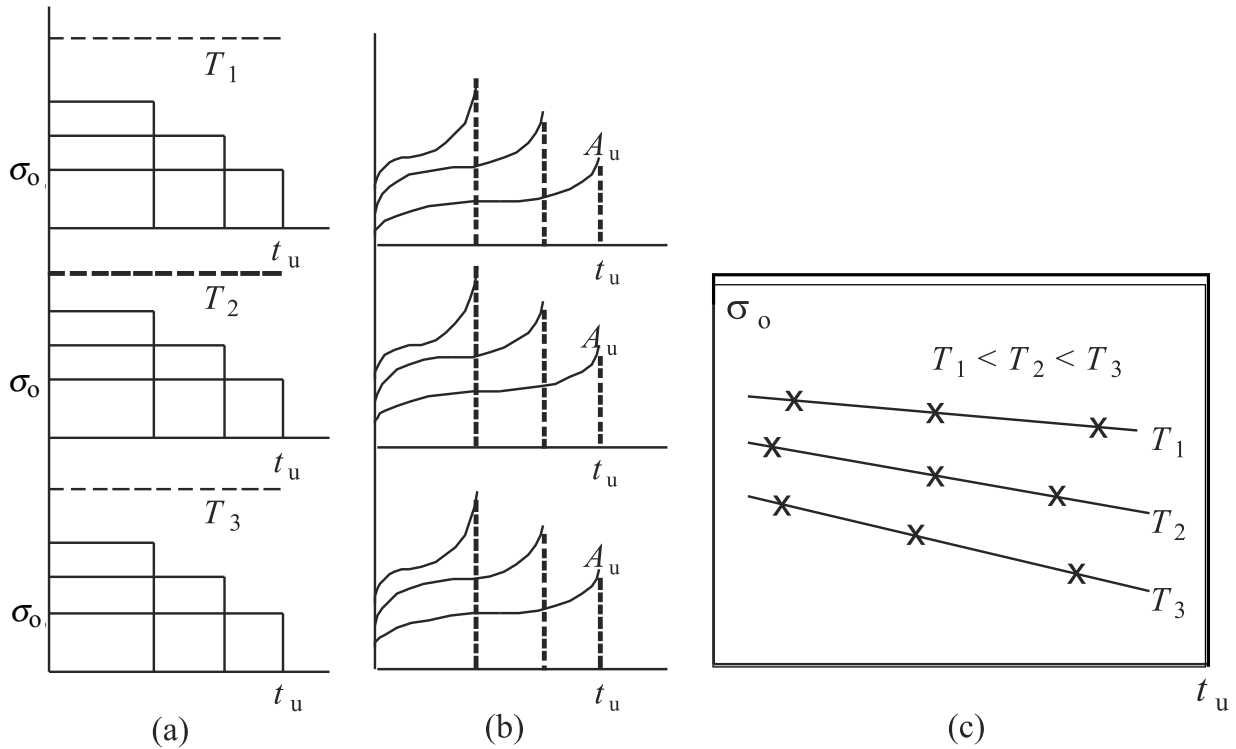 T₁
σₒ
tᵤ
T₂
σₒ
tᵤ
T₃
σₒ
tᵤ
(a)
Aᵤ
tᵤ
Aᵤ
tᵤ
Aᵤ
tᵤ
(b)
σₒ
T₁ < T₂ < T₃
T₁
T₂
T₃
tᵤ
(c)